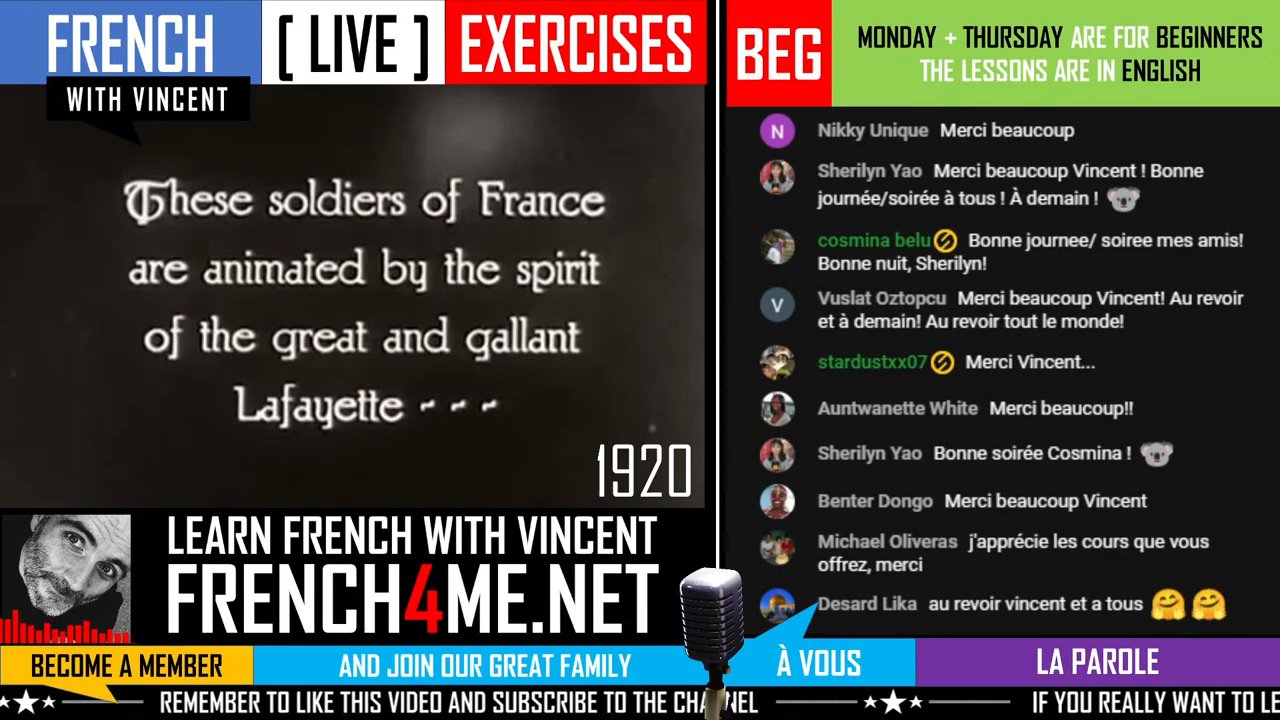 FRENCH
WITH VINCENT
[ LIVE ]
EXERCISES
BEG
MONDAY + THURSDAY ARE FOR BEGINNERS
THE LESSONS ARE IN ENGLISH
These soldiers of France
are animated by the spirit
of the great and gallant
Lafayette - - -
1920
N
Nikky Unique Merci beaucoup
Sherilyn Yao Merci beaucoup Vincent ! Bonne
journée/soirée à tous ! À demain !
cosmina belu Bonne journee/ soiree mes amis!
Bonne nuit, Sherilyn!
V
Vuslat Oztopcu Merci beaucoup Vincent! Au revoir
et à demain! Au revoir tout le monde!
stardustxx07 Merci Vincent...
Auntwanette White Merci beaucoup!!
Sherilyn Yao Bonne soirée Cosmina !
Benter Dongo Merci beaucoup Vincent
Michael Oliveras j'apprécie les cours que vous
offrez, merci
Desard Lika au revoir vincent et a tous
LEARN FRENCH WITH VINCENT
FRENCH4ME.NET
BECOME A MEMBER
AND JOIN OUR GREAT FAMILY
À VOUS
LA PAROLE
REMEMBER TO LIKE THIS VIDEO AND SUBSCRIBE TO THE CHANNEL
IF YOU REALLY WANT TO LE